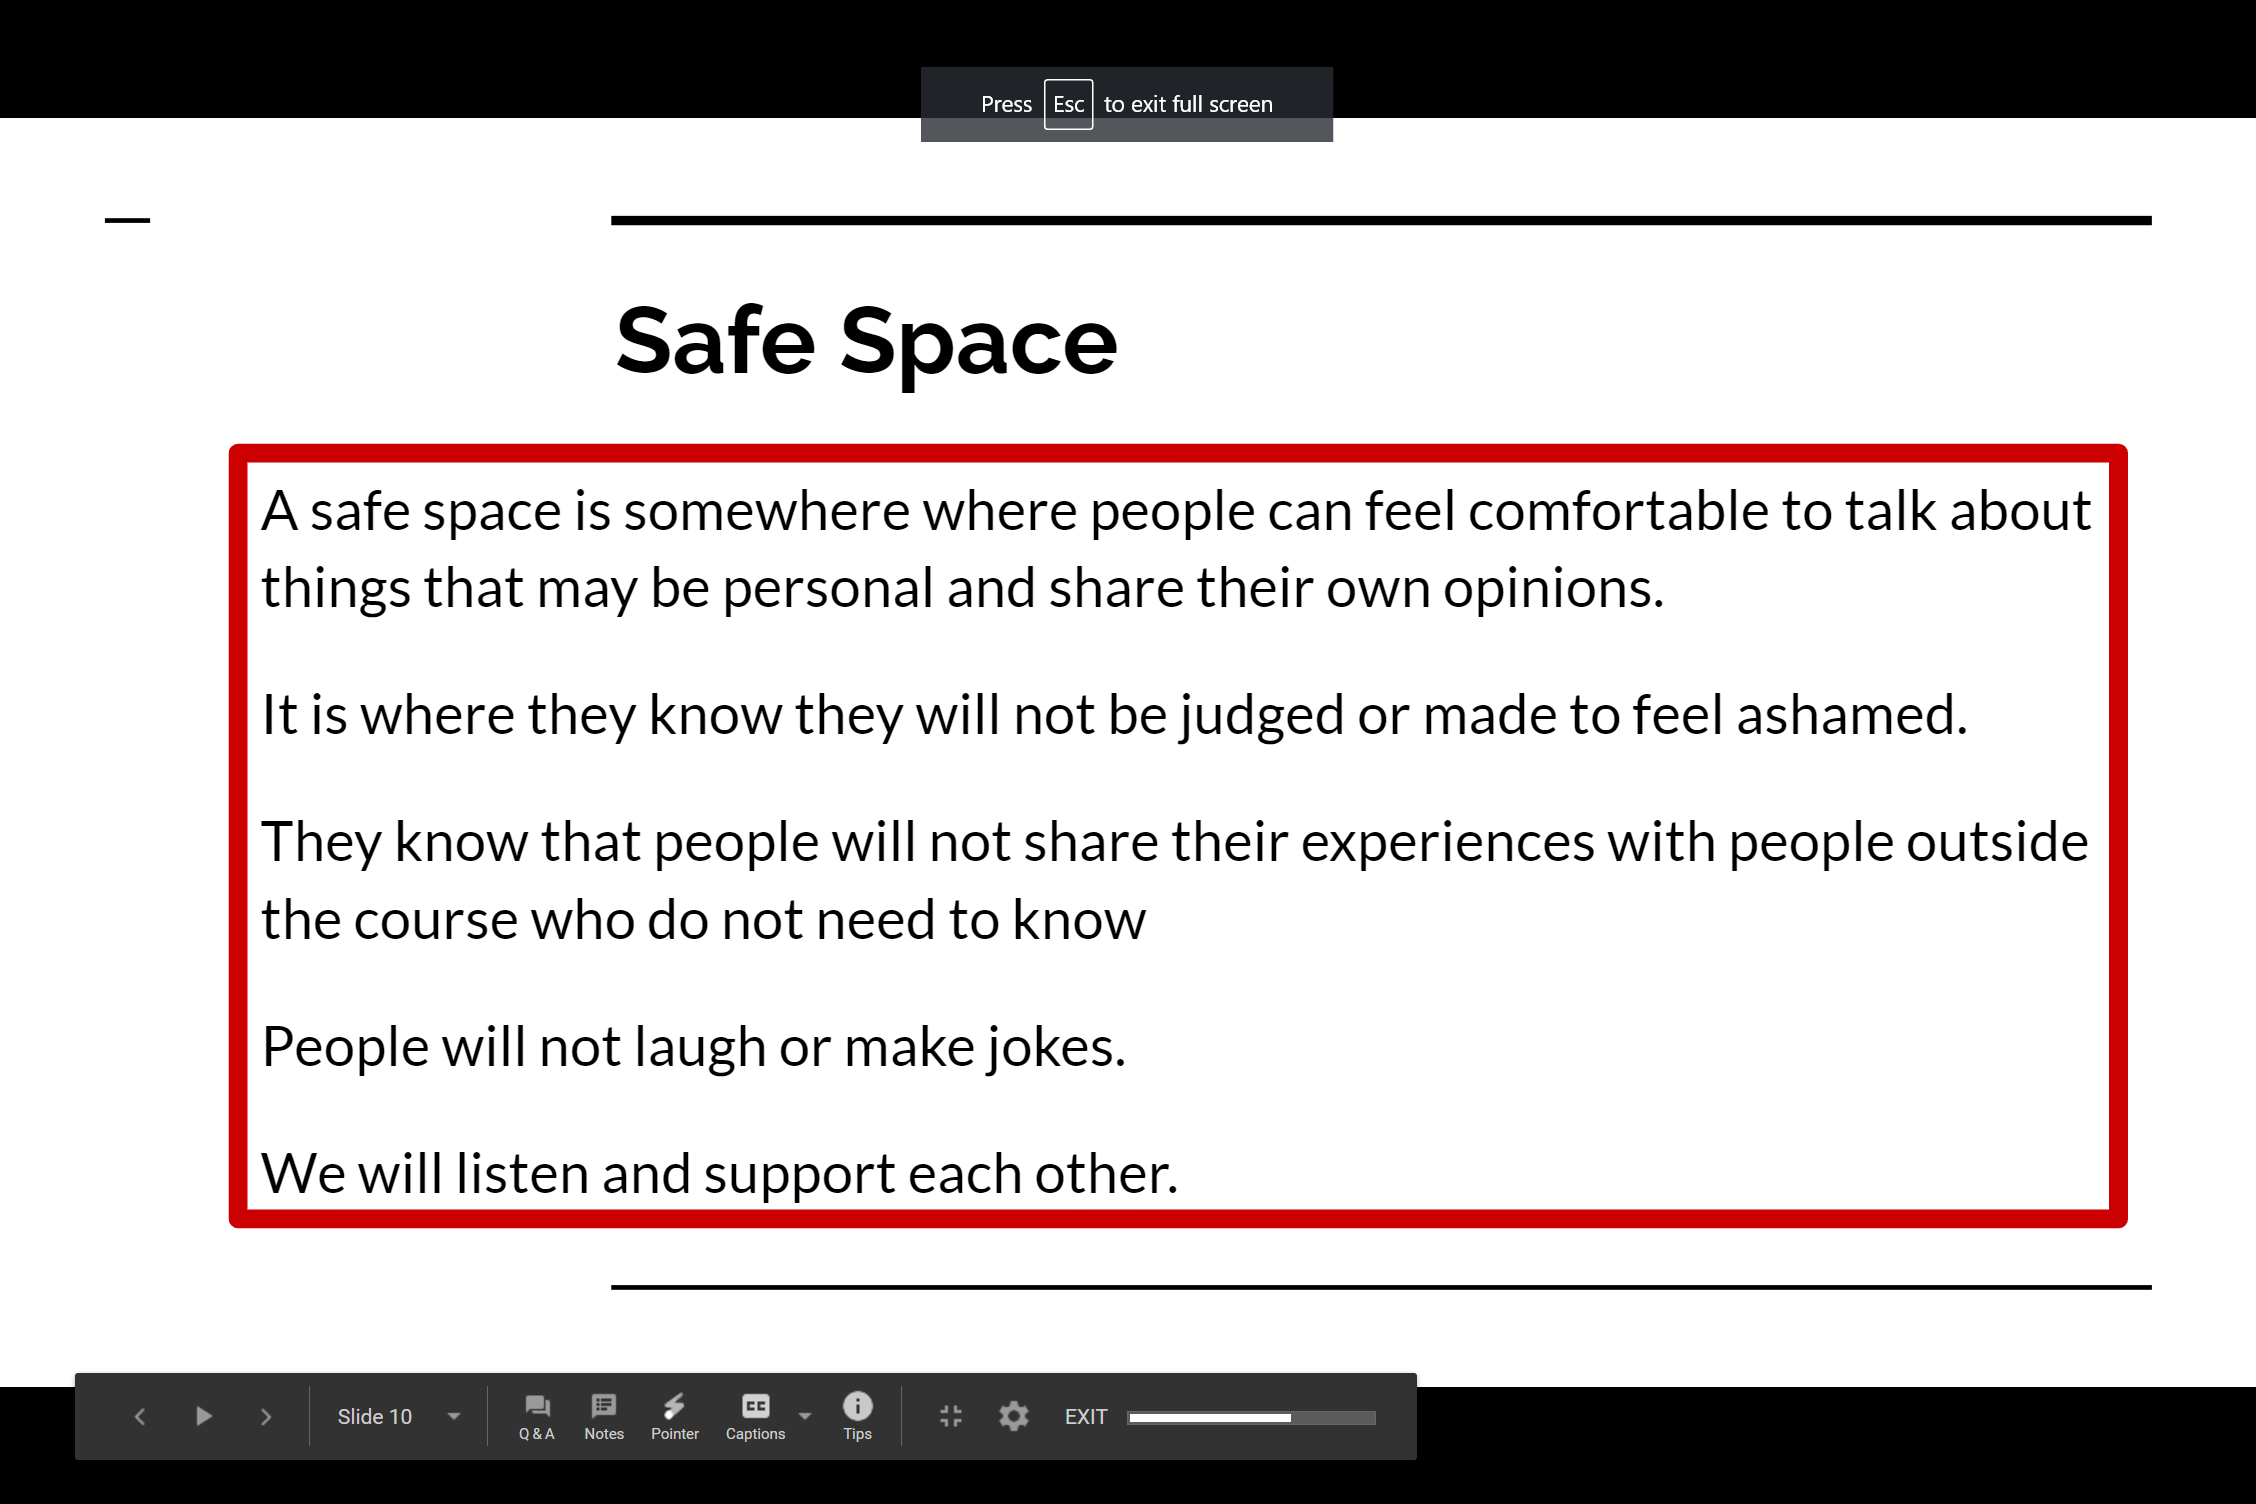 Press Esc to exit full screen
Safe Space
A safe space is somewhere where people can feel comfortable to talk about
things that may be personal and share their own opinions.
It is where they know they will not be judged or made to feel ashamed.
They know that people will not share their experiences with people outside
the course who do not need to know
People will not laugh or make jokes.
We will listen and support each other.
Slide 10
Q & A
Notes
Pointer
CC
Captions
Tips
EXIT